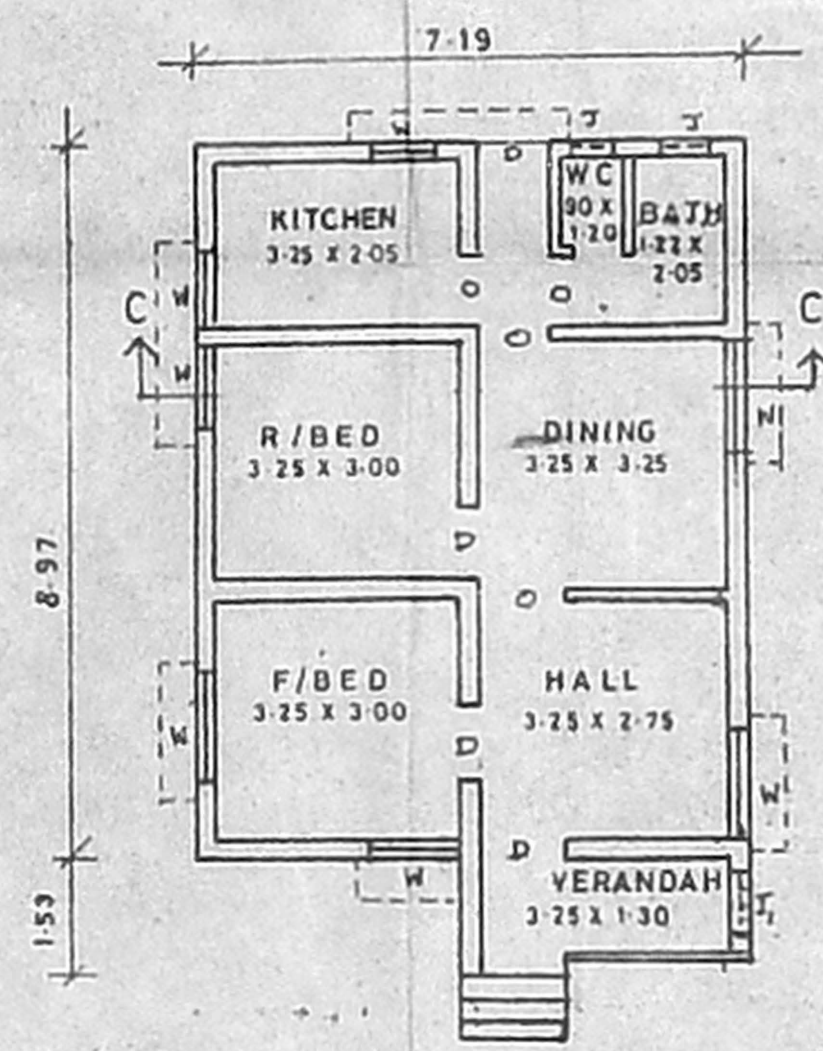 7·19
W
D
J
J
KITCHEN
3·25 X 2·05
WC
90 X
1·20
BATH
1·22 X
2·05
W
C
C
O
O
O
W
R/BED
3·25 X 3·00
DINING
3·25 X 3·25
W
8·97
D
O
F/BED
3·25 X 3·00
HALL
3·25 X 2·75
W
D
W
D
W
VERANDAH
3·25 X 1·30
J
1·53